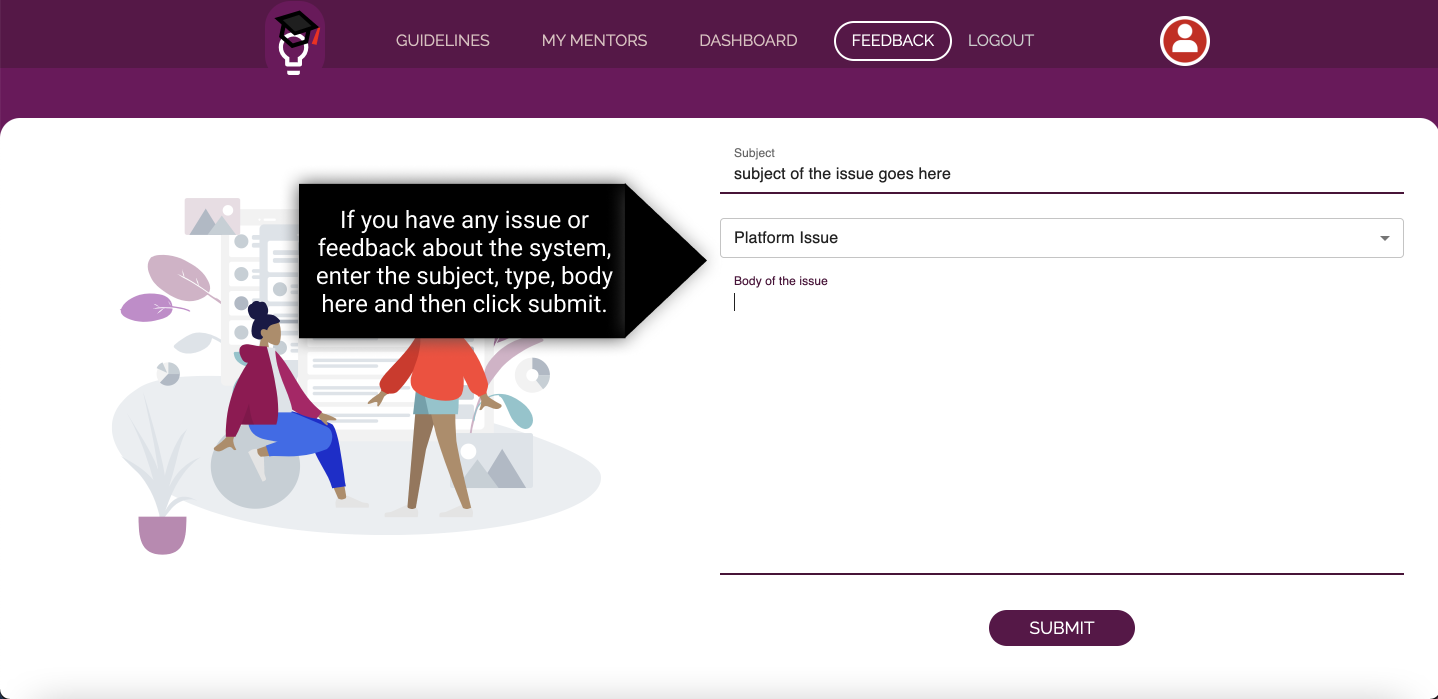 GUIDELINES MY MENTORS DASHBOARD FEEDBACK LOGOUT
If you have any issue or
feedback about the system,
enter the subject, type, body
here and then click submit.
Subject
subject of the issue goes here
Platform Issue
Body of the issue
SUBMIT